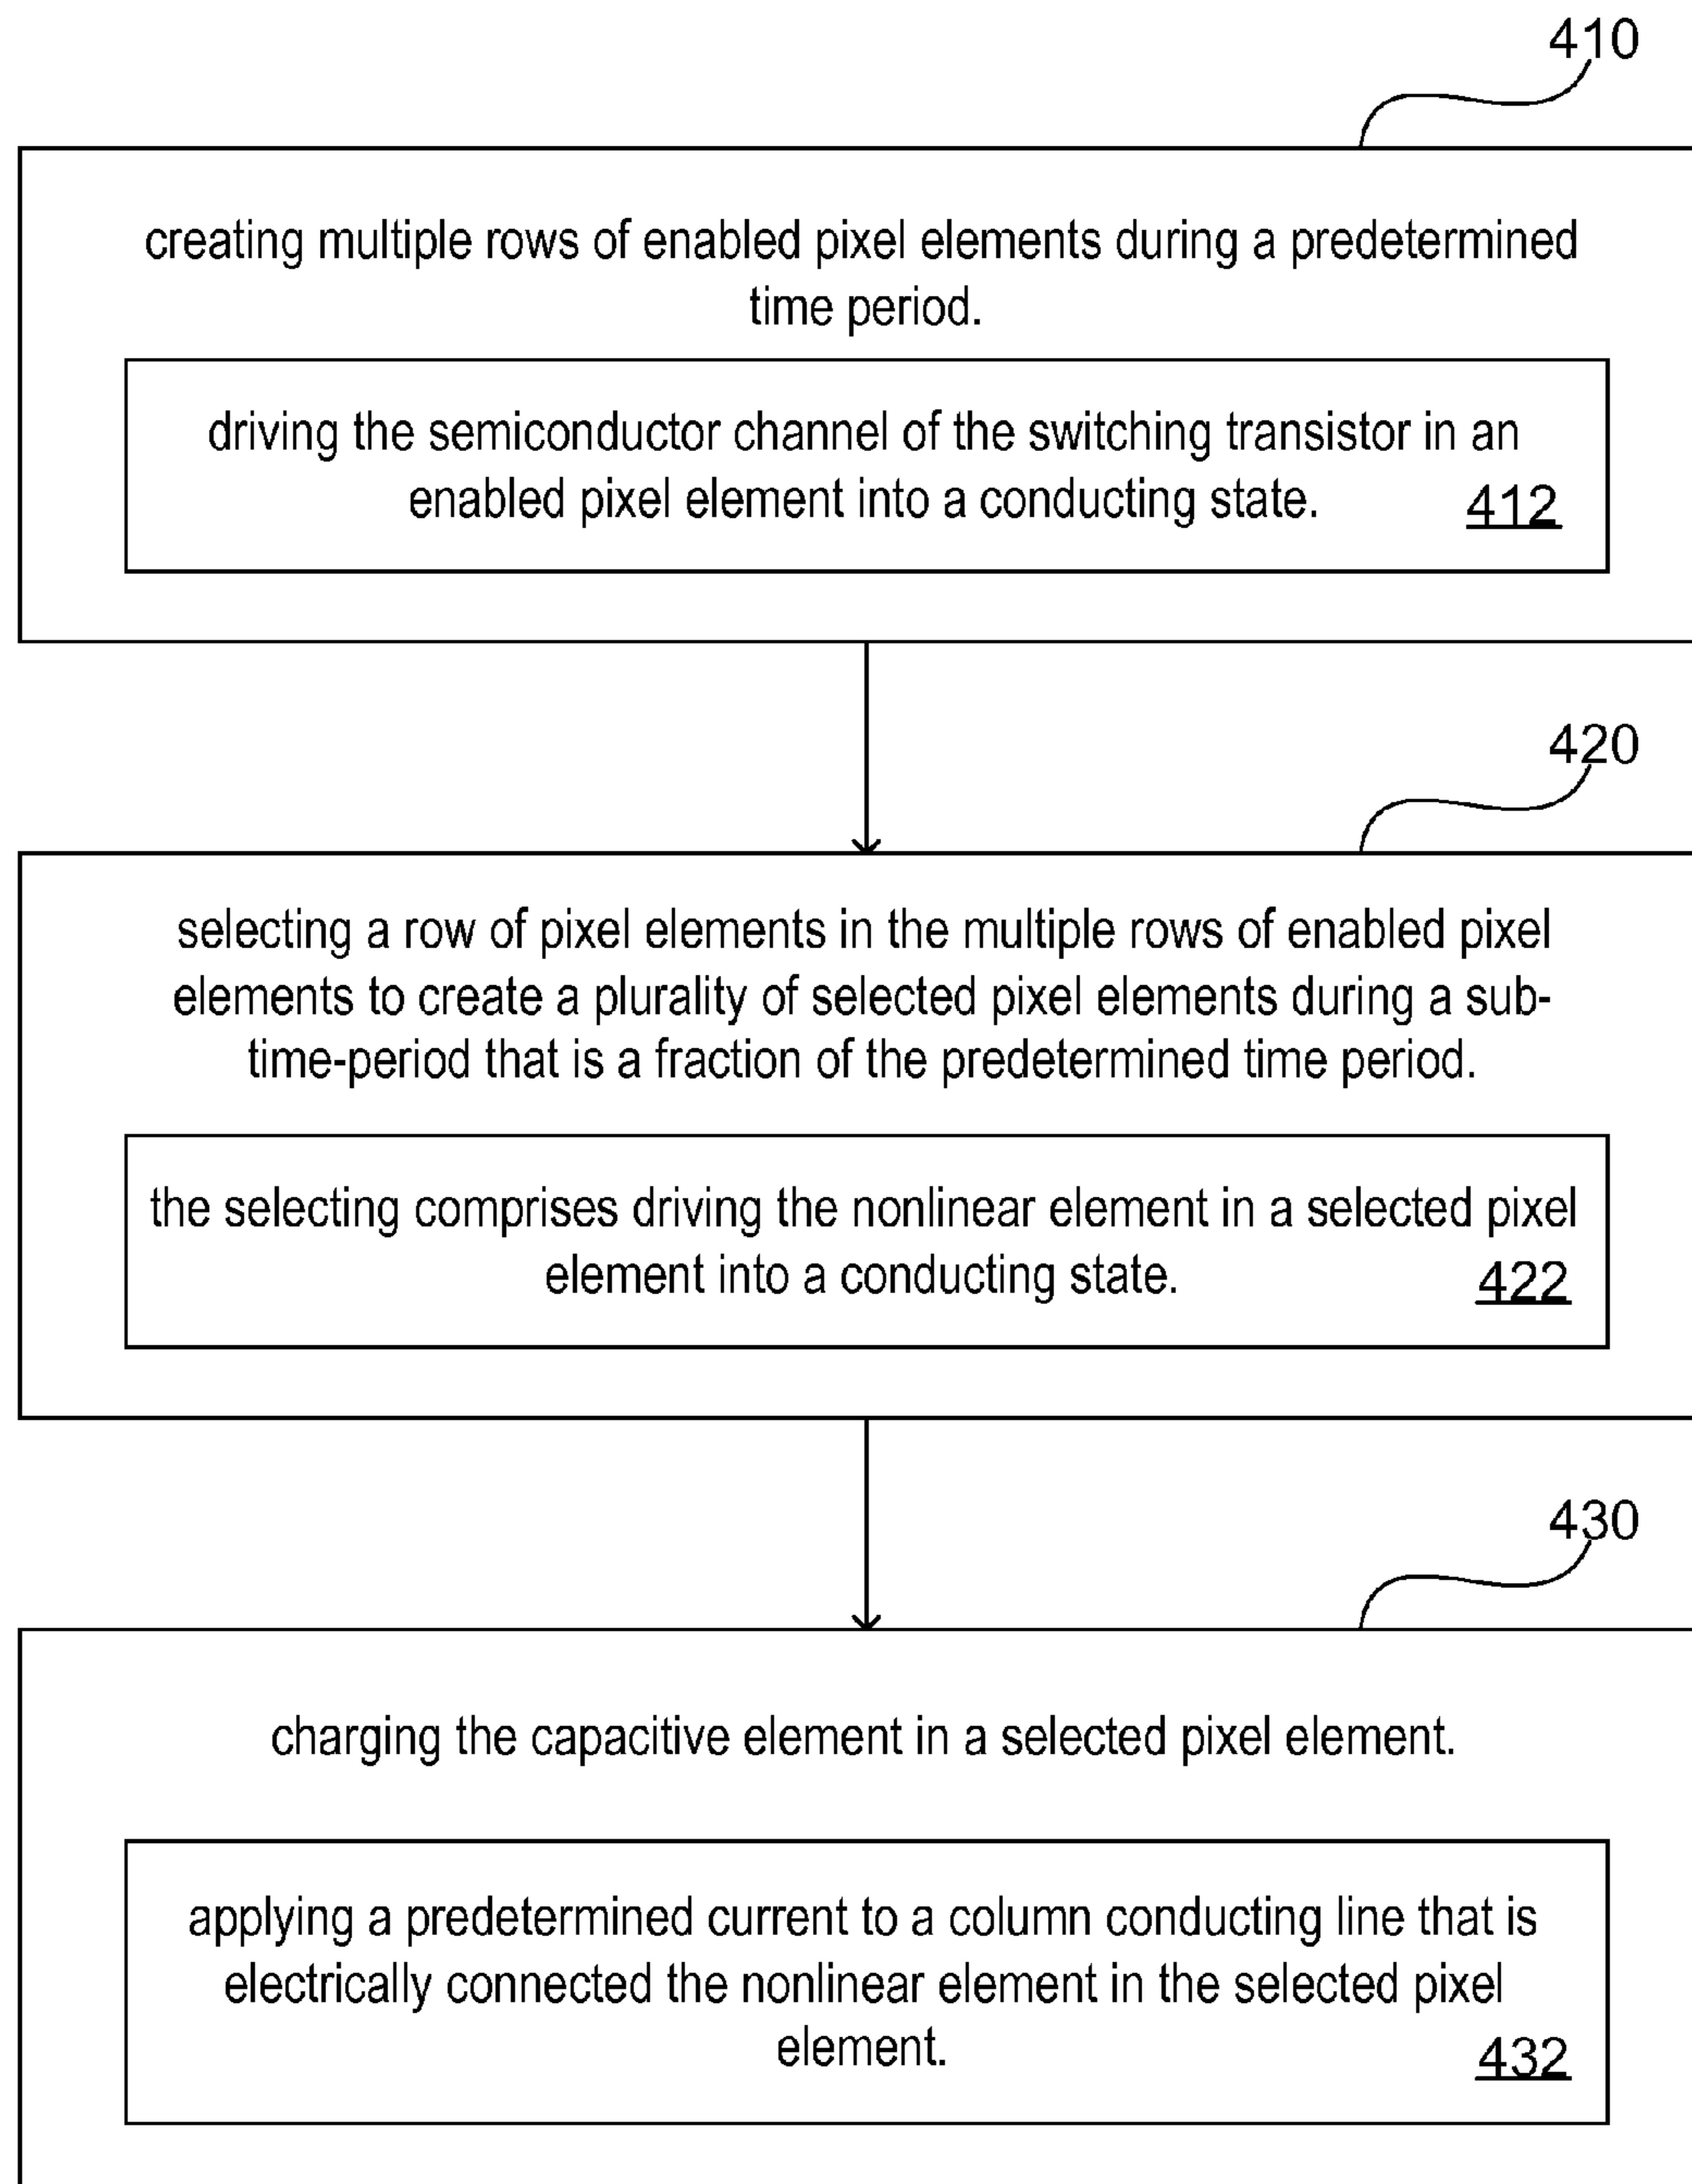 410
creating multiple rows of enabled pixel elements during a predetermined
time period.
driving the semiconductor channel of the switching transistor in an
enabled pixel element into a conducting state.
412
420
selecting a row of pixel elements in the multiple rows of enabled pixel
elements to create a plurality of selected pixel elements during a sub-
time-period that is a fraction of the predetermined time period.
the selecting comprises driving the nonlinear element in a selected pixel
element into a conducting state.
422
430
charging the capacitive element in a selected pixel element.
applying a predetermined current to a column conducting line that is
electrically connected the nonlinear element in the selected pixel
element.
432